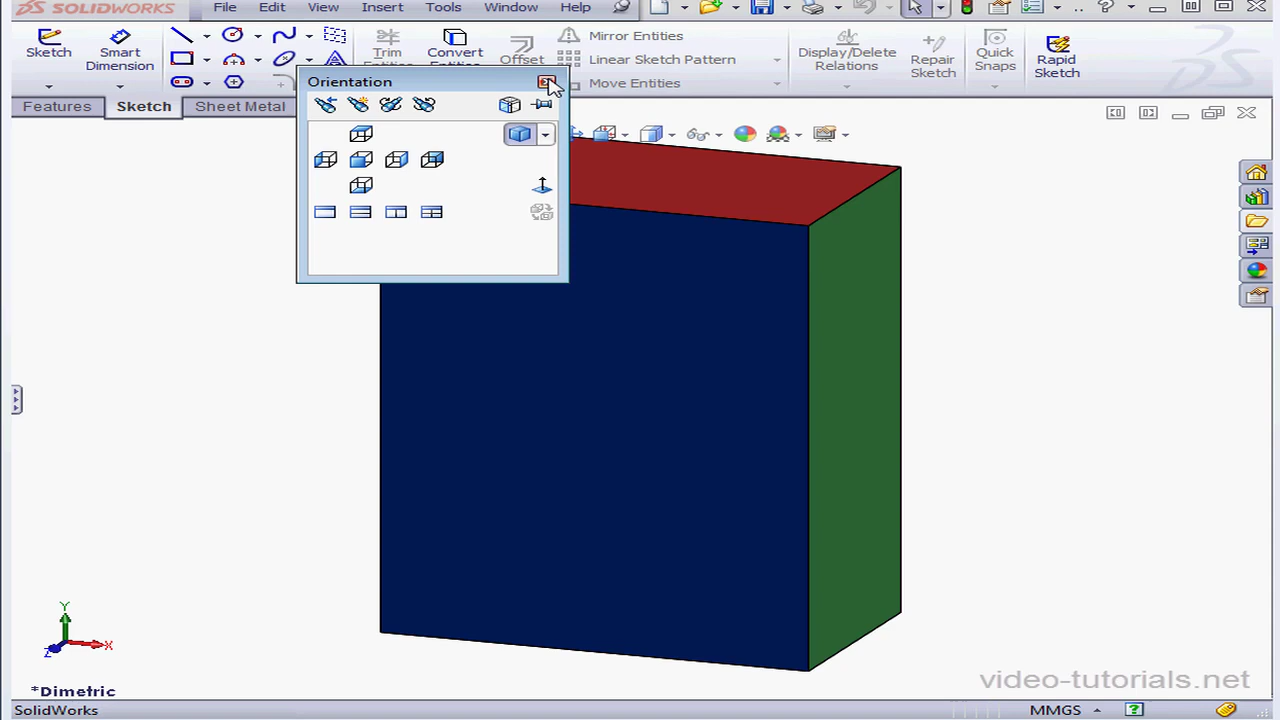 SOLIDWORKS File Edit View Insert Tools Window Help
Sketch Smart Dimension Trim Convert Entities Offset Mirror Entities Linear Sketch Pattern Move Entities Display/Delete Relations Repair Sketch Quick Snaps Rapid Sketch
Features Sketch Sheet Metal
Orientation
Y
X
Z
*Dimetric
video-tutorials.net
SolidWorks MMGS